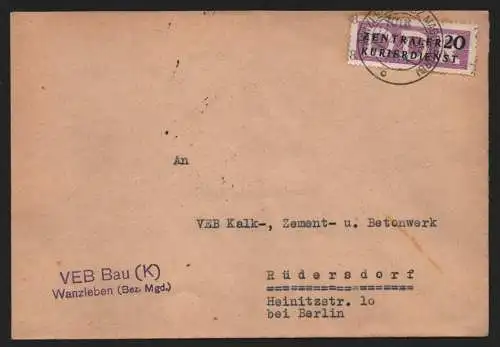 ZENTRALER 20
KURIERDIENST
An
VEB Kalk-, Zement- u. Betonwerk
Rüdersdorf
Heinitzstr. 10
bei Berlin
VEB Bau (K)
Wanzleben (Bez. Mgd.)